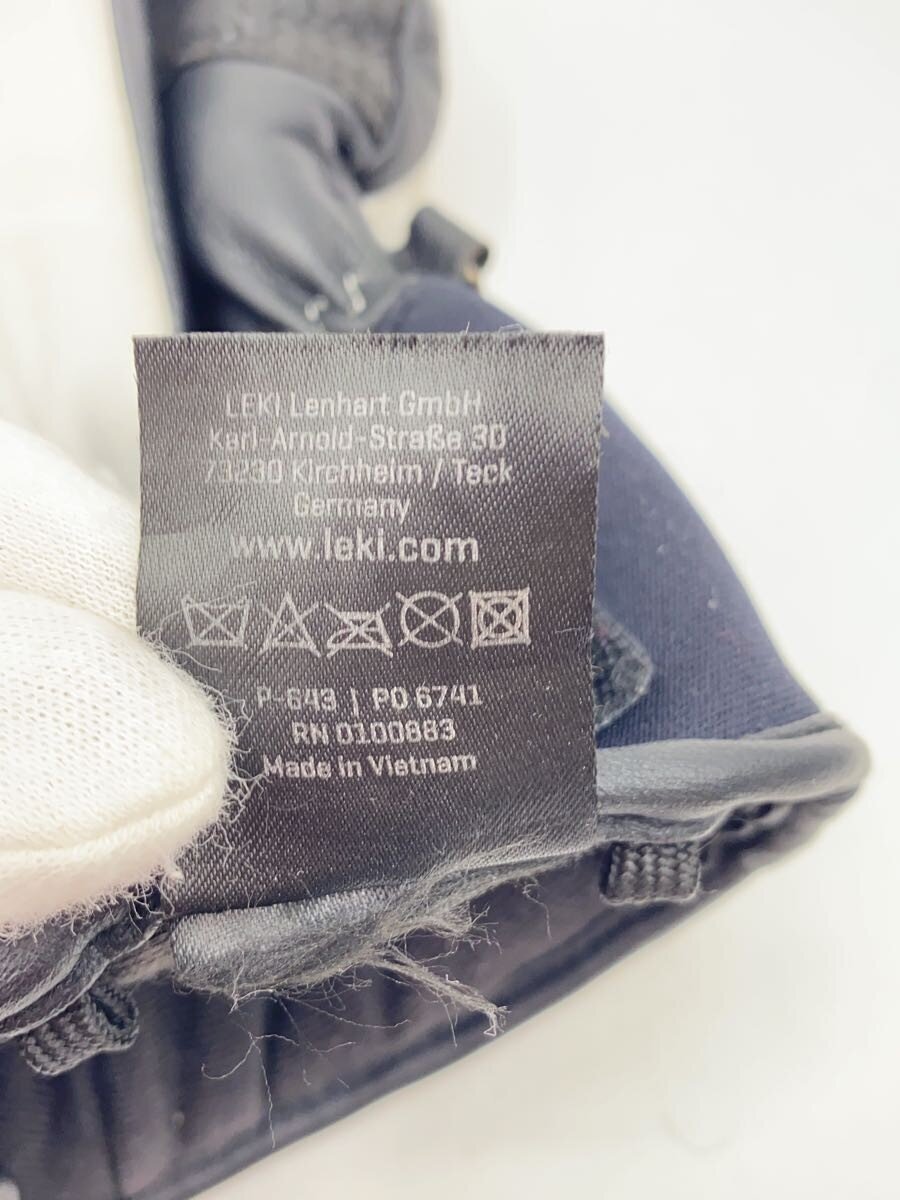 LEKI Lenhart GmbH
Karl-Arnold-Straße 30
73230 Kirchheim / Teck
Germany
www.leki.com
P-643 | PO 6741
RN 0100883
Made in Vietnam